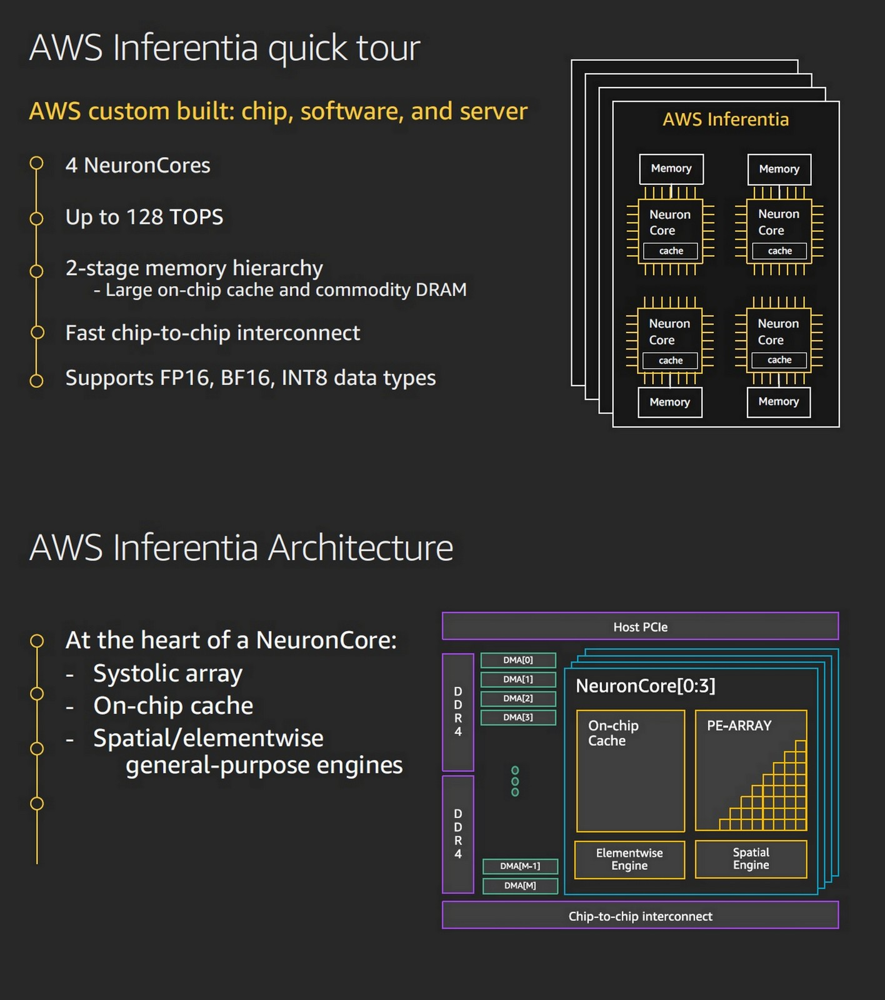 AWS Inferentia quick tour
AWS custom built: chip, software, and server
4 NeuronCores
Up to 128 TOPS
2-stage memory hierarchy
- Large on-chip cache and commodity DRAM
Fast chip-to-chip interconnect
Supports FP16, BF16, INT8 data types
AWS Inferentia
Memory
Memory
Neuron
Core
cache
Neuron
Core
cache
Neuron
Core
cache
Neuron
Core
cache
Memory
Memory
AWS Inferentia Architecture
At the heart of a NeuronCore:
- Systolic array
- On-chip cache
- Spatial/elementwise
general-purpose engines
Host PCIe
DDR4
DDR4
DMA[0]
DMA[1]
DMA[2]
DMA[3]
DMA[M-1]
DMA[M]
NeuronCore[0:3]
On-chip
Cache
PE-ARRAY
Elementwise
Engine
Spatial
Engine
Chip-to-chip interconnect